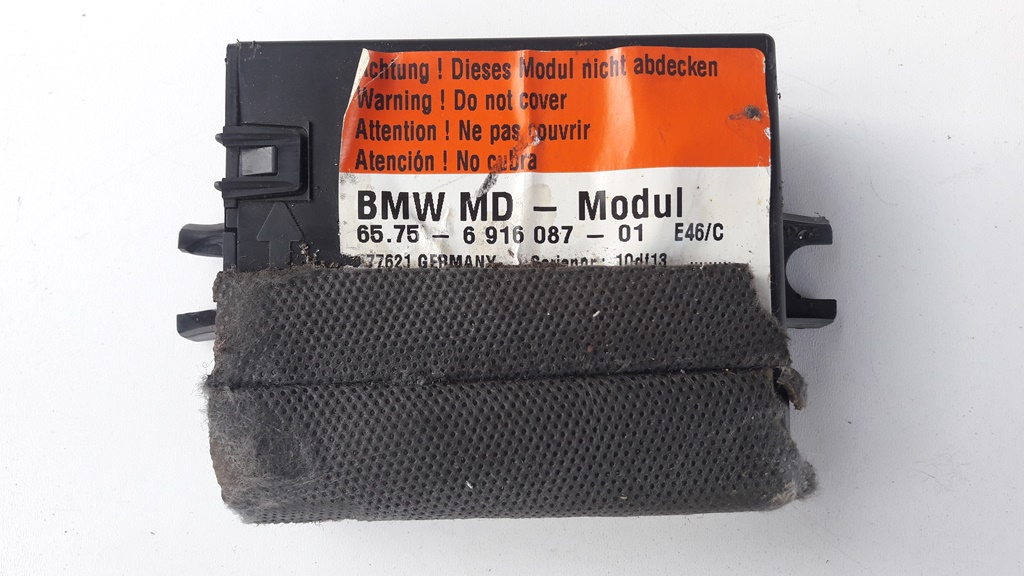 Achtung ! Dieses Modul nicht abdecken
Warning ! Do not cover
Attention ! Ne pas couvrir
Atención ! No cubra
BMW MD - Modul
65.75 - 6 916 087 - 01 E46/C
77621 GERMANY